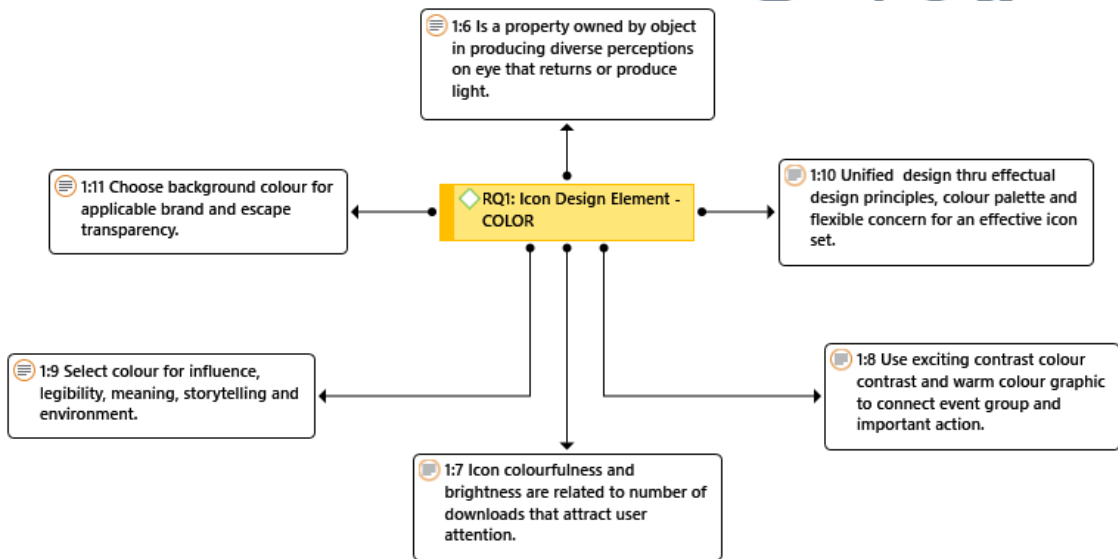 1:6 Is a property owned by object
in producing diverse perceptions
on eye that returns or produce
light.
1:11 Choose background colour for
applicable brand and escape
transparency.
RQ1: Icon Design Element -
COLOR
1:10 Unified design thru effectual
design principles, colour palette and
flexible concern for an effective icon
set.
1:9 Select colour for influence,
legibility, meaning, storytelling and
environment.
1:8 Use exciting contrast colour
contrast and warm colour graphic
to connect event group and
important action.
1:7 Icon colourfulness and
brightness are related to number of
downloads that attract user
attention.